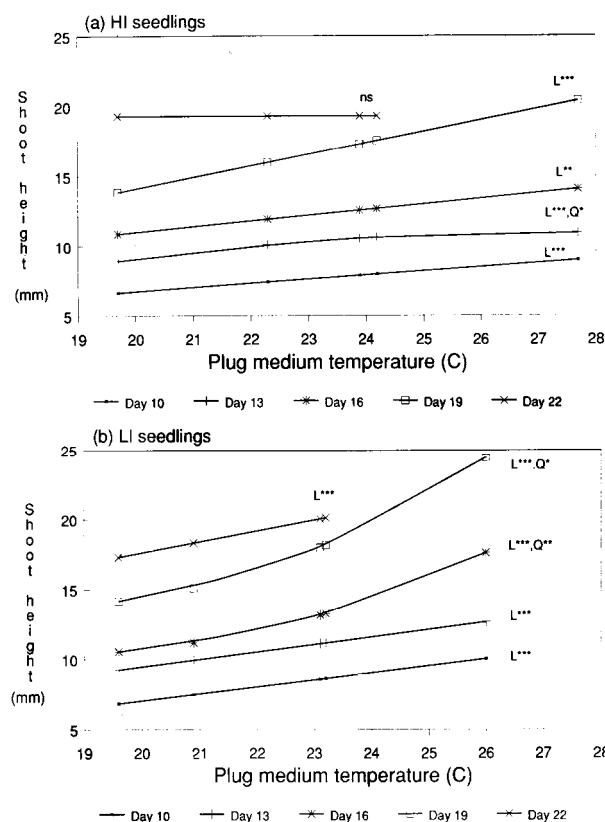 (a) HI seedlings
25
20
15
10
5
Shoot height
(mm)
ns
L***
L**
L***,Q*
L***
19 20 21 22 23 24 25 26 27 28
Plug medium temperature (C)
Day 10 Day 13 Day 16 Day 19 Day 22
(b) LI seedlings
25
20
15
10
5
Shoot height
(mm)
L***
L***,Q*
L***,Q**
L***
L***
19 20 21 22 23 24 25 26 27 28
Plug medium temperature (C)
Day 10 Day 13 Day 16 Day 19 Day 22